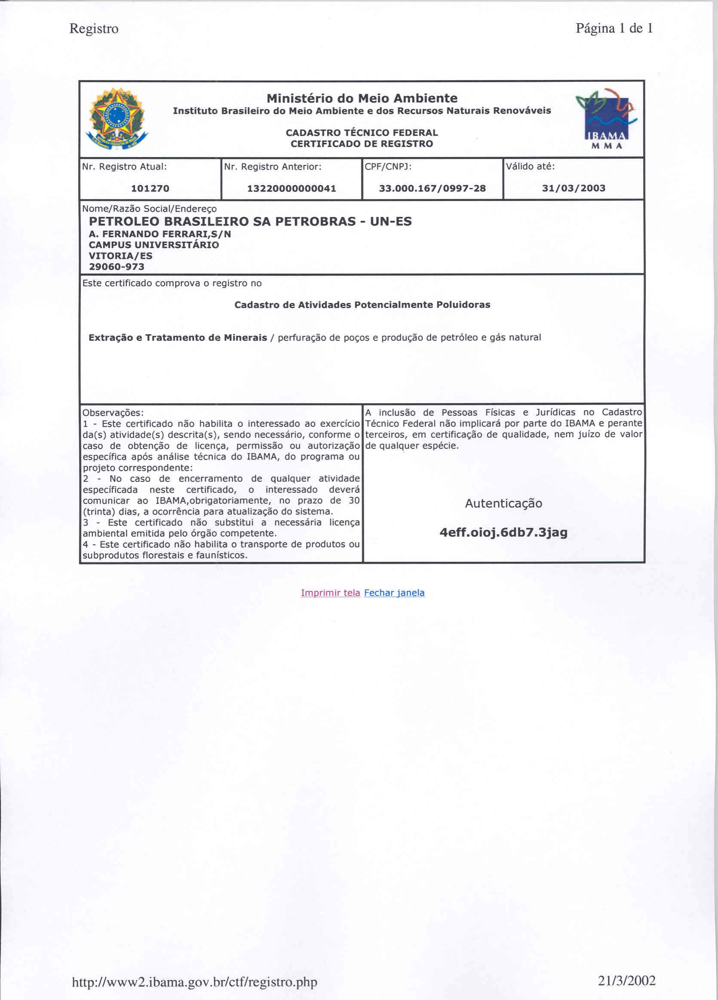 Registro
Página 1 de 1
Ministério do Meio Ambiente
Instituto Brasileiro do Meio Ambiente e dos Recursos Naturais Renováveis
CADASTRO TÉCNICO FEDERAL
CERTIFICADO DE REGISTRO
IBAMA
M M A
Nr. Registro Atual:
101270
Nr. Registro Anterior:
13220000000041
CPF/CNPJ:
33.000.167/0997-28
Válido até:
31/03/2003
Nome/Razão Social/Endereço
PETROLEO BRASILEIRO SA PETROBRAS - UN-ES
A. FERNANDO FERRARI,S/N
CAMPUS UNIVERSITÁRIO
VITORIA/ES
29060-973
Este certificado comprova o registro no
Cadastro de Atividades Potencialmente Poluidoras
Extração e Tratamento de Minerais / perfuração de poços e produção de petróleo e gás natural
Observações:
1 - Este certificado não habilita o interessado ao exercício
da(s) atividade(s) descrita(s), sendo necessário, conforme o
caso de obtenção de licença, permissão ou autorização
específica após análise técnica do IBAMA, do programa ou
projeto correspondente:
2 - No caso de encerramento de qualquer atividade
específicada neste certificado, o interessado deverá
comunicar ao IBAMA,obrigatoriamente, no prazo de 30
(trinta) dias, a ocorrência para atualização do sistema.
3 - Este certificado não substitui a necessária licença
ambiental emitida pelo órgão competente.
4 - Este certificado não habilita o transporte de produtos ou
subprodutos florestais e faunísticos.
A inclusão de Pessoas Físicas e Jurídicas no Cadastro
Técnico Federal não implicará por parte do IBAMA e perante
terceiros, em certificação de qualidade, nem juízo de valor
de qualquer espécie.
Autenticação
4eff.oioj.6db7.3jag
Imprimir tela Fechar janela
http://www2.ibama.gov.br/ctf/registro.php
21/3/2002